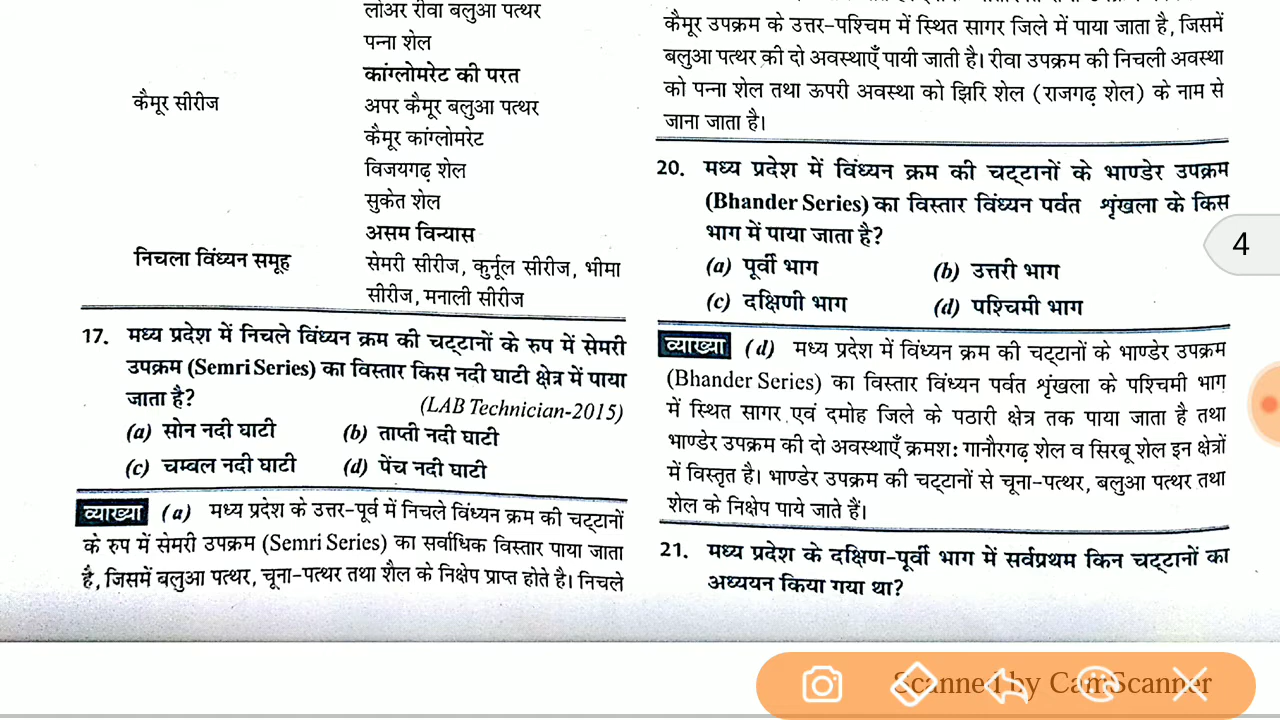 लोअर रीवा बलुआ पत्थर
पन्ना शेल
कांग्लोमरेट की परत
कैमूर सीरीज
अपर कैमूर बलुआ पत्थर
कैमूर कांग्लोमरेट
विजयगढ़ शेल
सुकेत शेल
असम विन्यास
निचला विंध्यन समूह
सेमरी सीरीज, कुर्नूल सीरीज, भीमा
सीरीज, मनाली सीरीज
17. मध्य प्रदेश में निचले विंध्यन क्रम की चट्टानों के रुप में सेमरी
उपक्रम (Semri Series) का विस्तार किस नदी घाटी क्षेत्र में पाया
जाता है?
(LAB Technician-2015)
(a) सोन नदी घाटी (b) ताप्ती नदी घाटी
(c) चम्बल नदी घाटी (d) पेंच नदी घाटी
व्याख्या (a) मध्य प्रदेश के उत्तर-पूर्व में निचले विंध्यन क्रम की चट्टानों
के रुप में सेमरी उपक्रम (Semri Series) का सर्वाधिक विस्तार पाया जाता
है, जिसमें बलुआ पत्थर, चूना-पत्थर तथा शैल के निक्षेप प्राप्त होते है। निचले
कैमूर उपक्रम के उत्तर-पश्चिम में स्थित सागर जिले में पाया जाता है, जिसमें
बलुआ पत्थर की दो अवस्थाएँ पायी जाती है। रीवा उपक्रम की निचली अवस्था
को पन्ना शेल तथा ऊपरी अवस्था को झिरि शेल (राजगढ़ शेल) के नाम से
जाना जाता है।
20. मध्य प्रदेश में विंध्यन क्रम की चट्टानों के भाण्डेर उपक्रम
(Bhander Series) का विस्तार विंध्यन पर्वत शृंखला के किस
भाग में पाया जाता है?
(a) पूर्वी भाग (b) उत्तरी भाग
(c) दक्षिणी भाग (d) पश्चिमी भाग
व्याख्या (d) मध्य प्रदेश में विंध्यन क्रम की चट्टानों के भाण्डेर उपक्रम
(Bhander Series) का विस्तार विंध्यन पर्वत शृंखला के पश्चिमी भाग
में स्थित सागर एवं दमोह जिले के पठारी क्षेत्र तक पाया जाता है तथा
भाण्डेर उपक्रम की दो अवस्थाएँ क्रमश: गानौरगढ़ शेल व सिरबू शेल इन क्षेत्रों
में विस्तृत है। भाण्डेर उपक्रम की चट्टानों से चूना-पत्थर, बलुआ पत्थर तथा
शेल के निक्षेप पाये जाते हैं।
21. मध्य प्रदेश के दक्षिण-पूर्वी भाग में सर्वप्रथम किन चट्टानों का
अध्ययन किया गया था?
4
Scanned by CamScanner